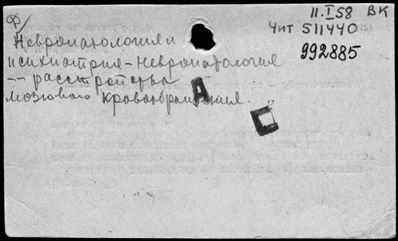 Ф/
11.I 58 ВК
Чит 511440
992885
Невропатология и
психиатрия - невропатология
-- расстройства
мозгового кровообращения.
А